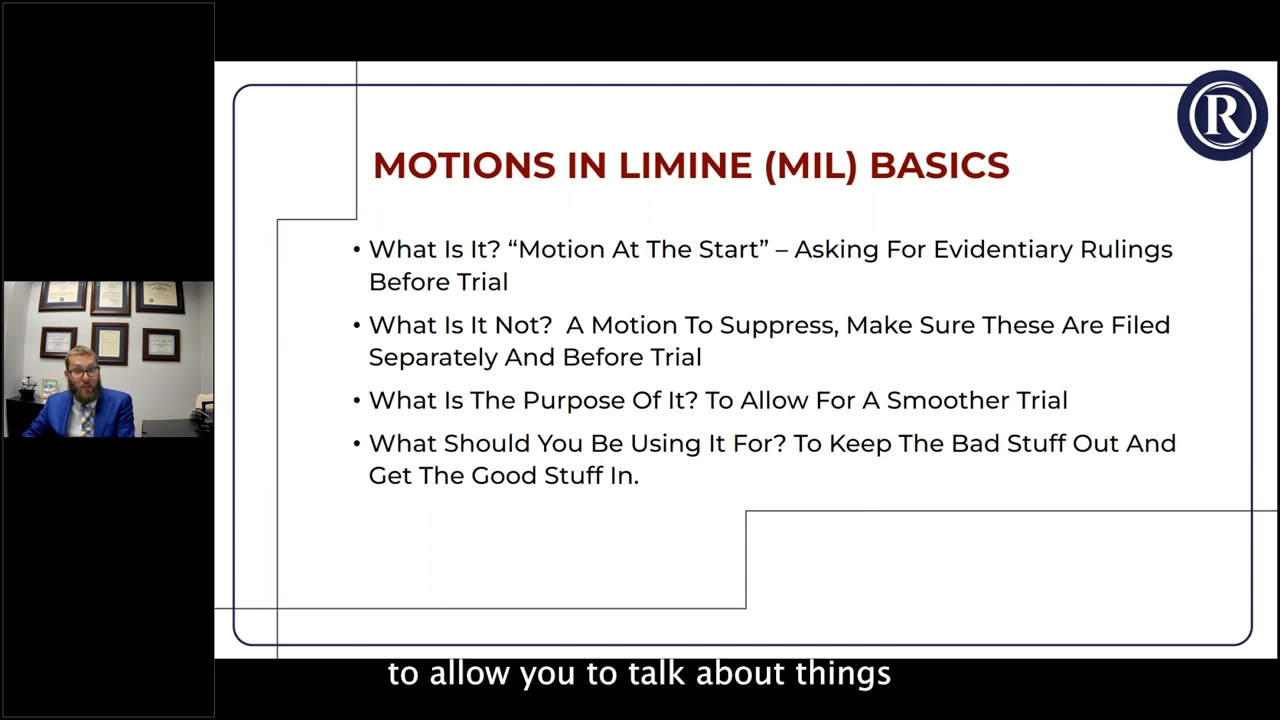 R
MOTIONS IN LIMINE (MIL) BASICS
• What Is It? “Motion At The Start” – Asking For Evidentiary Rulings
Before Trial
• What Is It Not?  A Motion To Suppress, Make Sure These Are Filed
Separately And Before Trial
• What Is The Purpose Of It? To Allow For A Smoother Trial
• What Should You Be Using It For? To Keep The Bad Stuff Out And
Get The Good Stuff In.
to allow you to talk about things